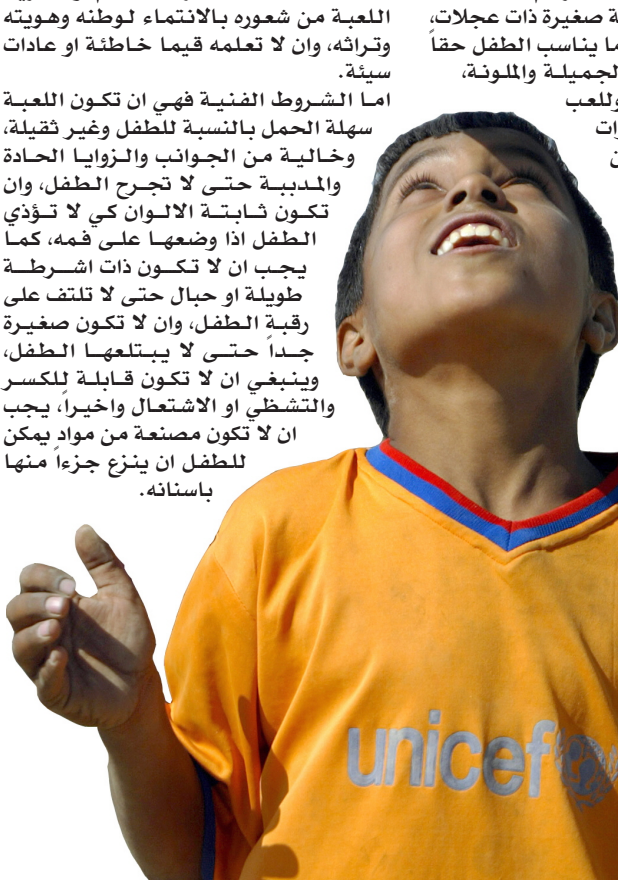 ة صغيرة ذات عجلات،
ما يناسب الطفل حقاً
لجميلة والملونة،
وللعب
ات
اللعبة من شعوره بالانتماء لوطنه وهويته
وتراثه، وان لا تعلمه قيما خاطئة او عادات
سيئة.
اما الشروط الفنية فهي ان تكون اللعبة
سهلة الحمل بالنسبة للطفل وغير ثقيلة،
وخالية من الجوانب والزوايا الحادة
والمدببة حتى لا تجرح الطفل، وان
تكون ثابتة الالوان كي لا تؤذي
الطفل اذا وضعها على فمه، كما
يجب ان لا تكون ذات اشرطة
طويلة او حبال حتى لا تلتف على
رقبة الطفل، وان لا تكون صغيرة
جداً حتى لا يبتلعها الطفل،
وينبغي ان لا تكون قابلة للكسر
والتشظي او الاشتعال واخيراً، يجب
ان لا تكون مصنعة من مواد يمكن
للطفل ان ينزع جزءاً منها
باسنانه.
unicef